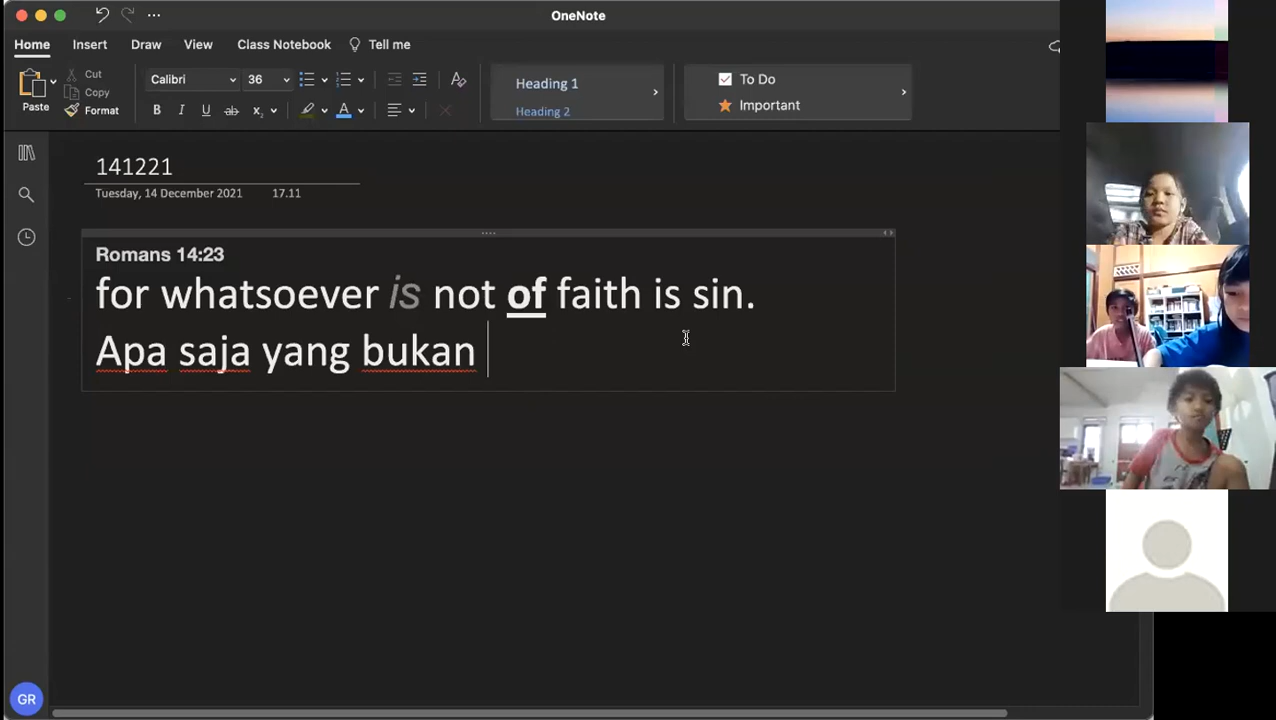 OneNote
Home Insert Draw View Class Notebook Tell me
Paste
Cut
Copy
Format
Calibri 36
B I U ab x₂ A
Heading 1
Heading 2
To Do
Important
141221
Tuesday, 14 December 2021 17.11
Romans 14:23
for whatsoever is not of faith is sin.
Apa saja yang bukan
GR